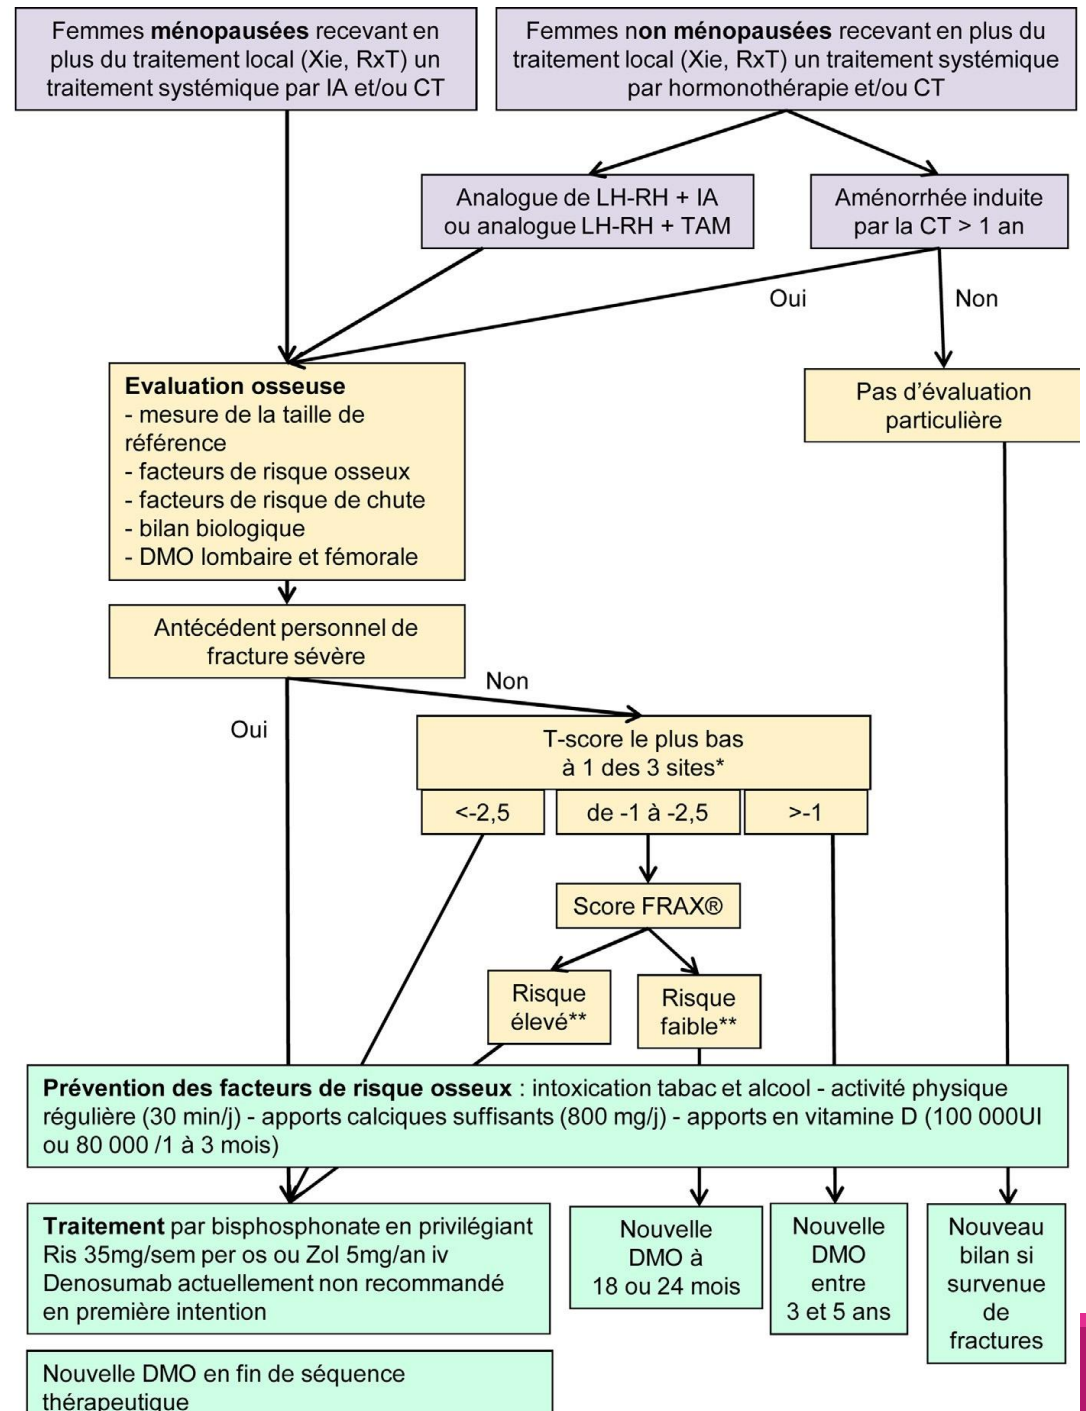 Femmes ménopausées recevant en
plus du traitement local (Xie, RxT) un
traitement systémique par IA et/ou CT
Femmes non ménopausées recevant en plus du
traitement local (Xie, RxT) un traitement systémique
par hormonothérapie et/ou CT
Analogue de LH-RH + IA
ou analogue LH-RH + TAM
Aménorrhée induite
par la CT > 1 an
Oui
Non
Evaluation osseuse
- mesure de la taille de
référence
- facteurs de risque osseux
- facteurs de risque de chute
- bilan biologique
- DMO lombaire et fémorale
Pas d'évaluation
particulière
Antécédent personnel de
fracture sévère
Non
Oui
T-score le plus bas
à 1 des 3 sites*
<-2,5
de -1 à -2,5
>-1
Score FRAX®
Risque
élevé**
Risque
faible**
Prévention des facteurs de risque osseux : intoxication tabac et alcool - activité physique
régulière (30 min/j) - apports calciques suffisants (800 mg/j) - apports en vitamine D (100 000UI
ou 80 000 /1 à 3 mois)
Traitement par bisphosphonate en privilégiant
Ris 35mg/sem per os ou Zol 5mg/an iv
Denosumab actuellement non recommandé
en première intention
Nouvelle
DMO à
18 ou 24 mois
Nouvelle
DMO
entre
3 et 5 ans
Nouveau
bilan si
survenue
de
fractures
Nouvelle DMO en fin de séquence
thérapeutique